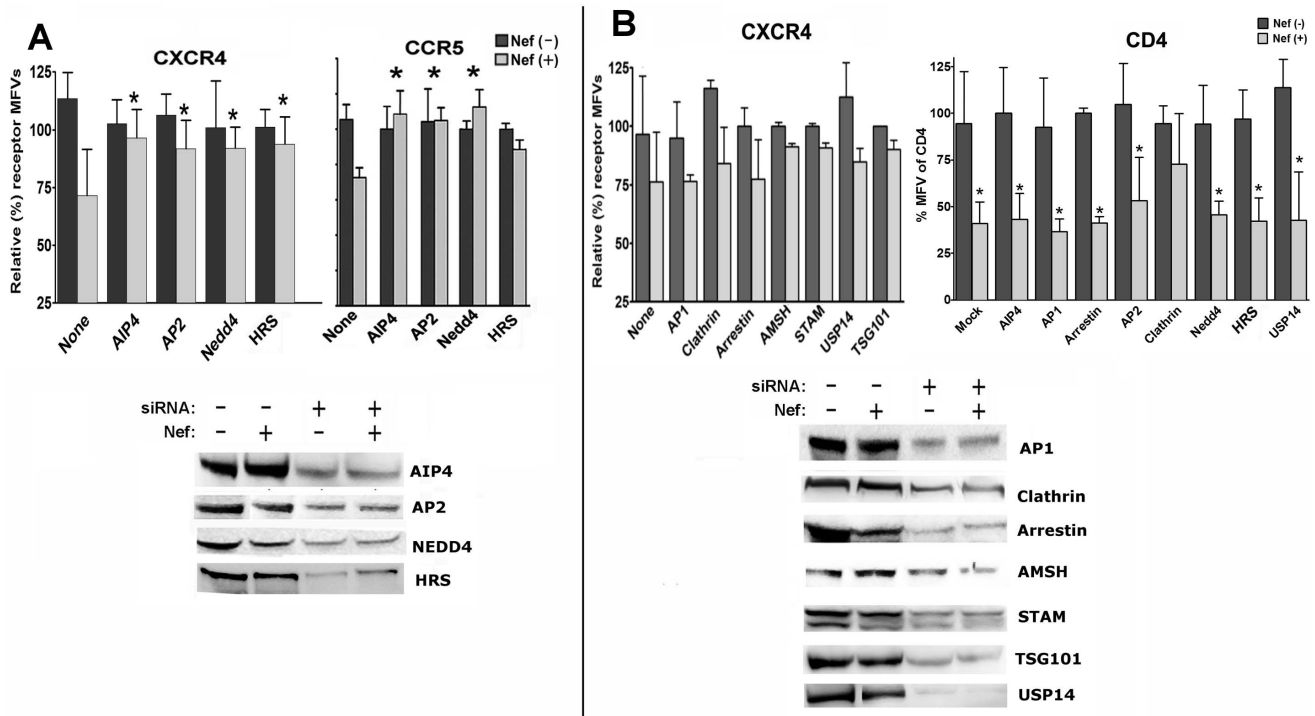 A
CXCR4
CCR5
Nef (−)
Nef (+)
Relative (%) receptor MFVs
125
100
75
50
25
None
AIP4
AP2
Nedd4
HRS
None
AIP4
AP2
Nedd4
HRS
* * * *
* * *
siRNA: − − + +
Nef: − + − +
AIP4
AP2
NEDD4
HRS
B
CXCR4
Relative (%) receptor MFVs
125
100
75
50
25
None
AP1
Clathrin
Arrestin
AMSH
STAM
USP14
TSG101
CD4
Nef (-)
Nef (+)
% MFV of CD4
125
100
75
50
25
0
* * * * * * * *
Mock
AIP4
AP1
Arrestin
AP2
Clathrin
Nedd4
HRS
USP14
siRNA: − − + +
Nef: − + − +
AP1
Clathrin
Arrestin
AMSH
STAM
TSG101
USP14